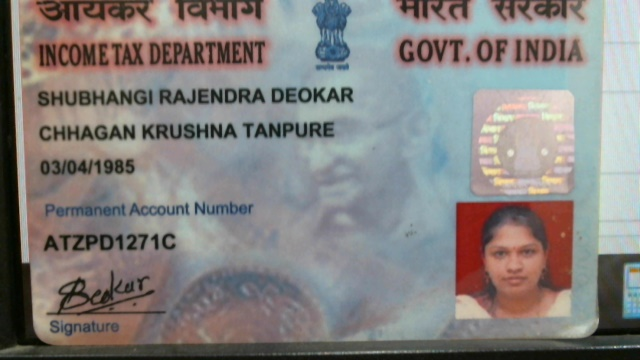 आयकर विभाग
भारत सरकार
INCOME TAX DEPARTMENT
GOVT. OF INDIA
SHUBHANGI RAJENDRA DEOKAR
CHHAGAN KRUSHNA TANPURE
03/04/1985
Permanent Account Number
ATZPD1271C
Deokar
Signature